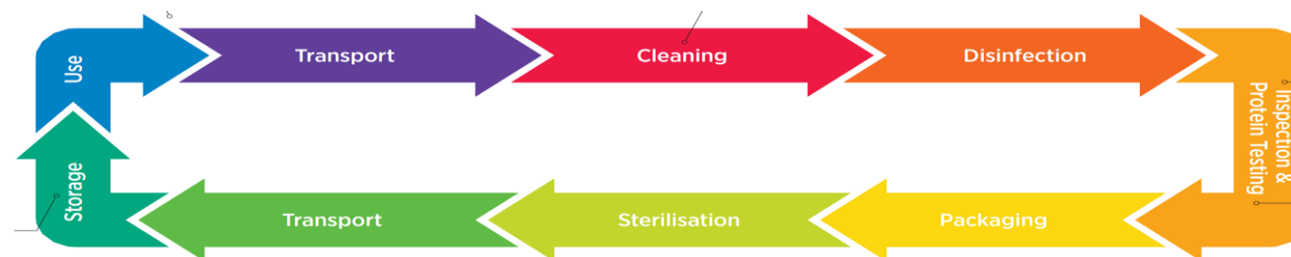 Use
Transport
Cleaning
Disinfection
Inspection &
Protein Testing
Packaging
Sterilisation
Transport
Storage